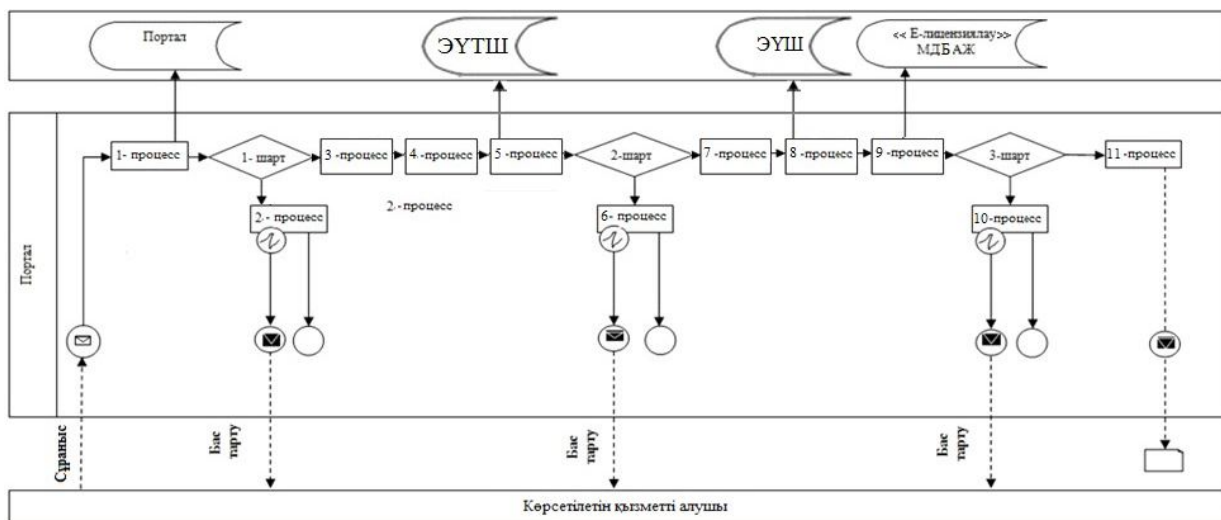 Портал
ЭҮТШ
ЭҮШ
<< Е-лицензиялау>>
МДБАЖ
Портал
1- процесс
1- шарт
3 -процесс
4.-процесс
5 -процесс
2-шарт
7 -процесс
8 - процесс
9 -процесс
3-шарт
11-процесс
2.- процесс
2.-процесс
6- процесс
10-процесс
Сұраныс
Бас
тарту
Бас
тарту
Бас
тарту
Көрсетілетін қызметті алушы